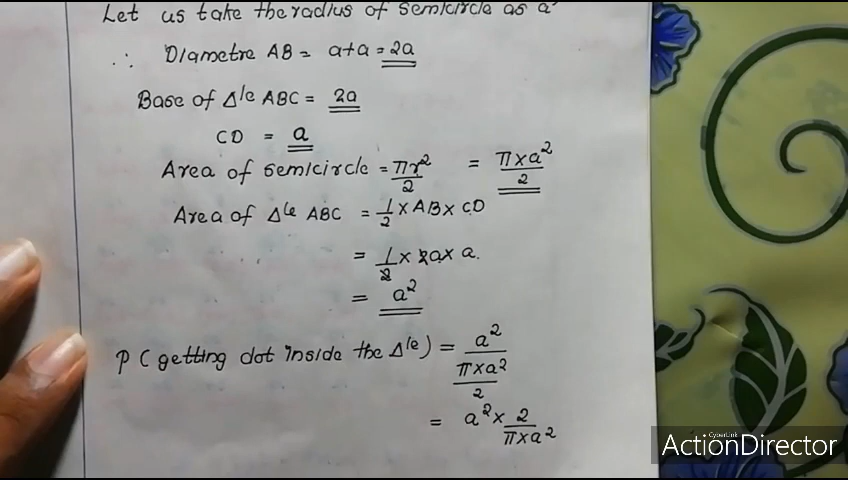 Let us take the radius of semicircle as a'
∴ Diametre AB = a+a = 2a
Base of Δle ABC = 2a
CD = a
Area of semicircle = πr²/2 = π×a²/2
Area of Δle ABC = 1/2 × AB × CD
= 1/2 × 2a × a.
= a²
P (getting dot inside the Δle) = a²/(π×a²/2)
= a² × 2/(π×a²)
CyberLink
ActionDirector